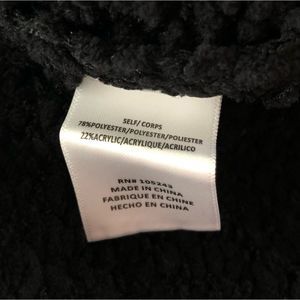 SELF/ CORPS
78%POLYESTER/POLYESTER/POLIESTER
22%ACRYLIC/ACRYLIQUE/ACRILICO
RN# 105243
MADE IN CHINA
FABRIQUE EN CHINE
HECHO EN CHINA